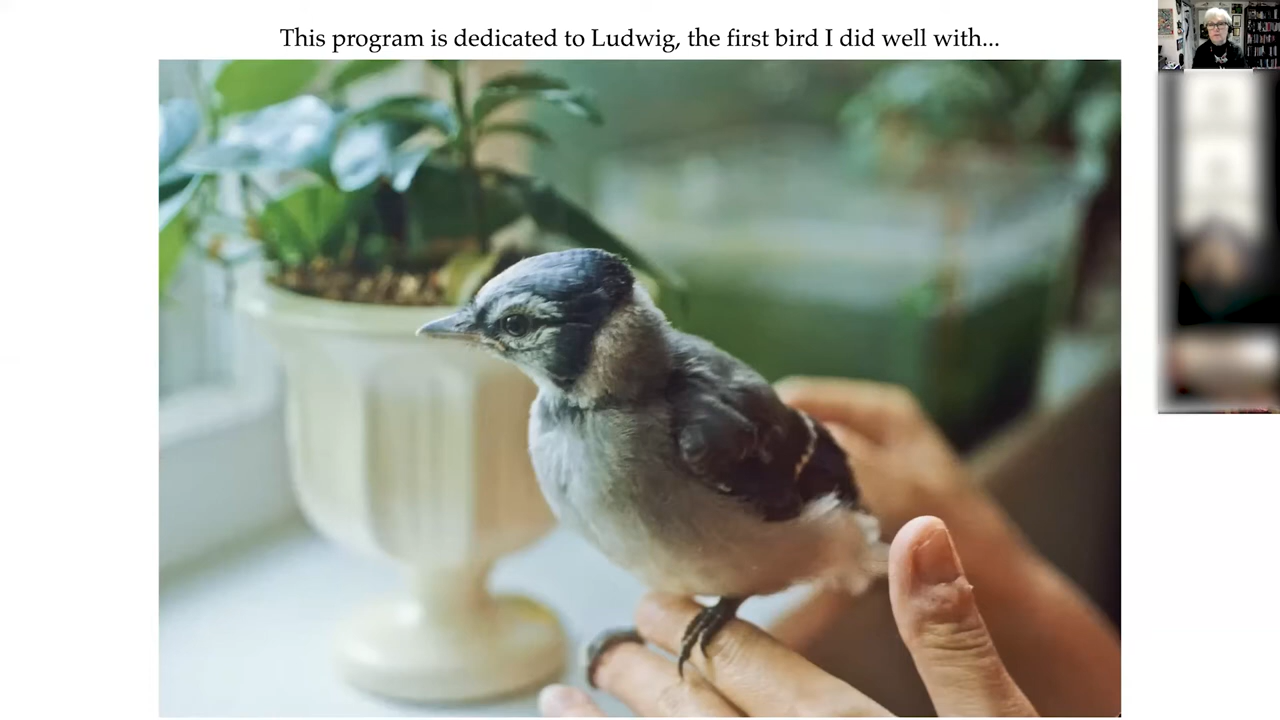 This program is dedicated to Ludwig, the first bird I did well with...